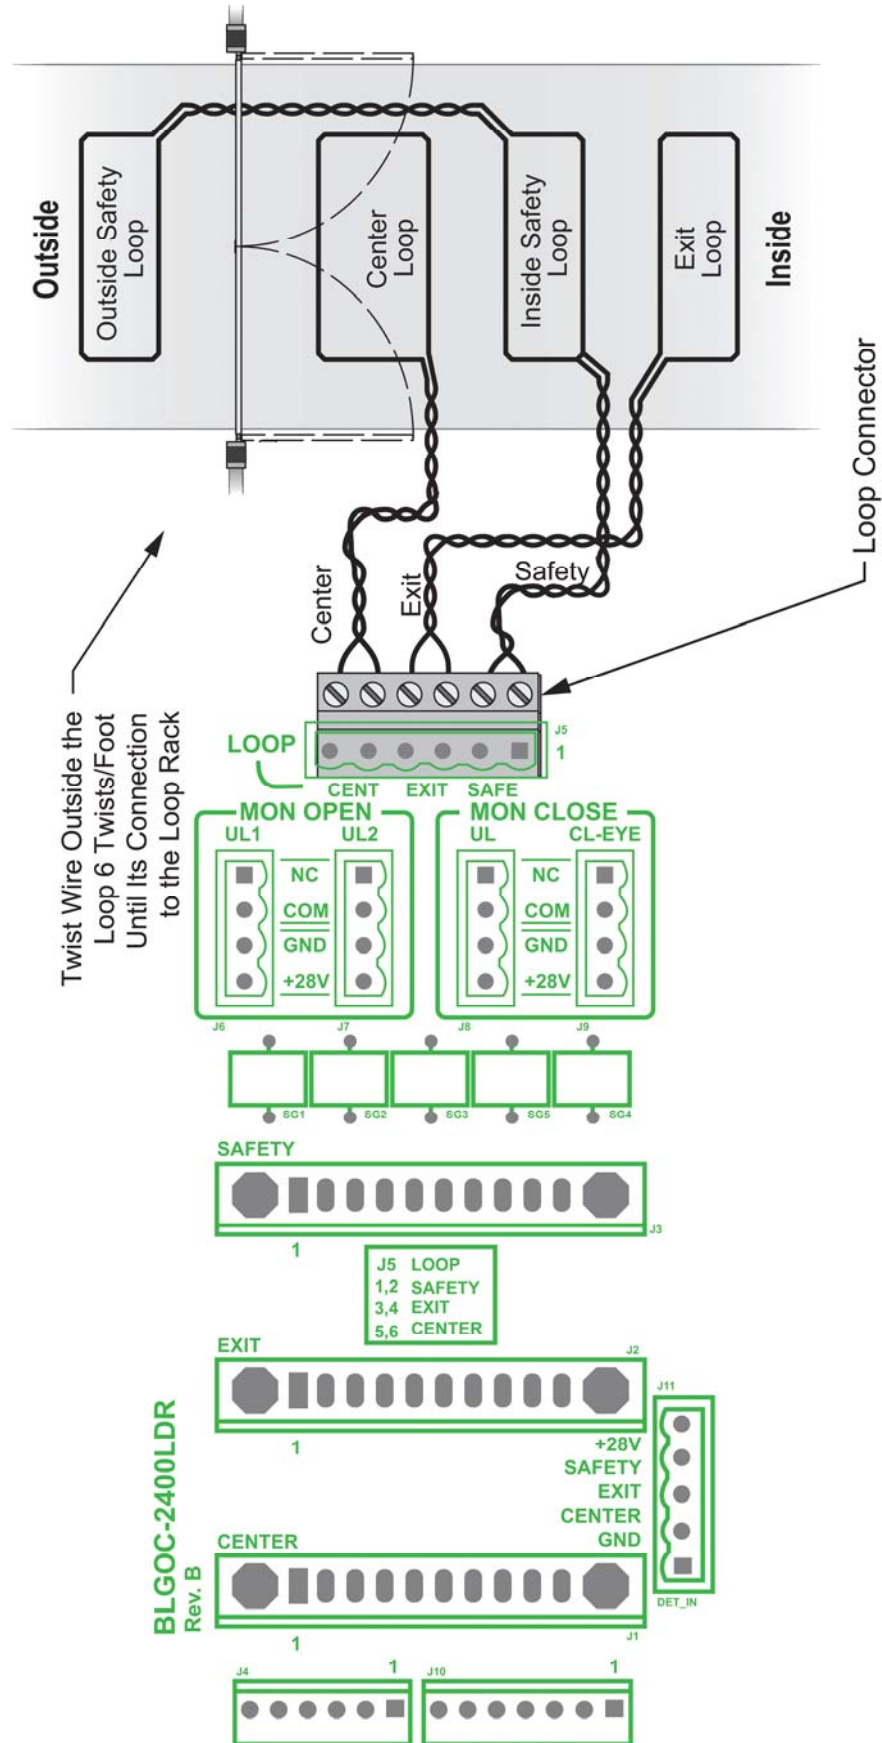 Outside
Outside Safety
Loop
Center
Loop
Inside Safety
Loop
Exit
Loop
Inside
Loop Connector
Center
Exit
Safety
Twist Wire Outside the
Loop 6 Twists/Foot
Until Its Connection
to the Loop Rack
LOOP
J5
1
CENT EXIT SAFE
MON OPEN
UL1 UL2
NC
COM
GND
+28V
J6 J7
MON CLOSE
UL CL-EYE
NC
COM
GND
+28V
J8 J9
SG1 SG2 SG3 SG5 SG4
SAFETY
J3
1
J5 LOOP
1,2 SAFETY
3,4 EXIT
5,6 CENTER
EXIT
J2
1
J11
+28V
SAFETY
EXIT
CENTER
GND
DET_IN
BLGOC-2400LDR
Rev. B
CENTER
J1
1
J4 1
J10 1